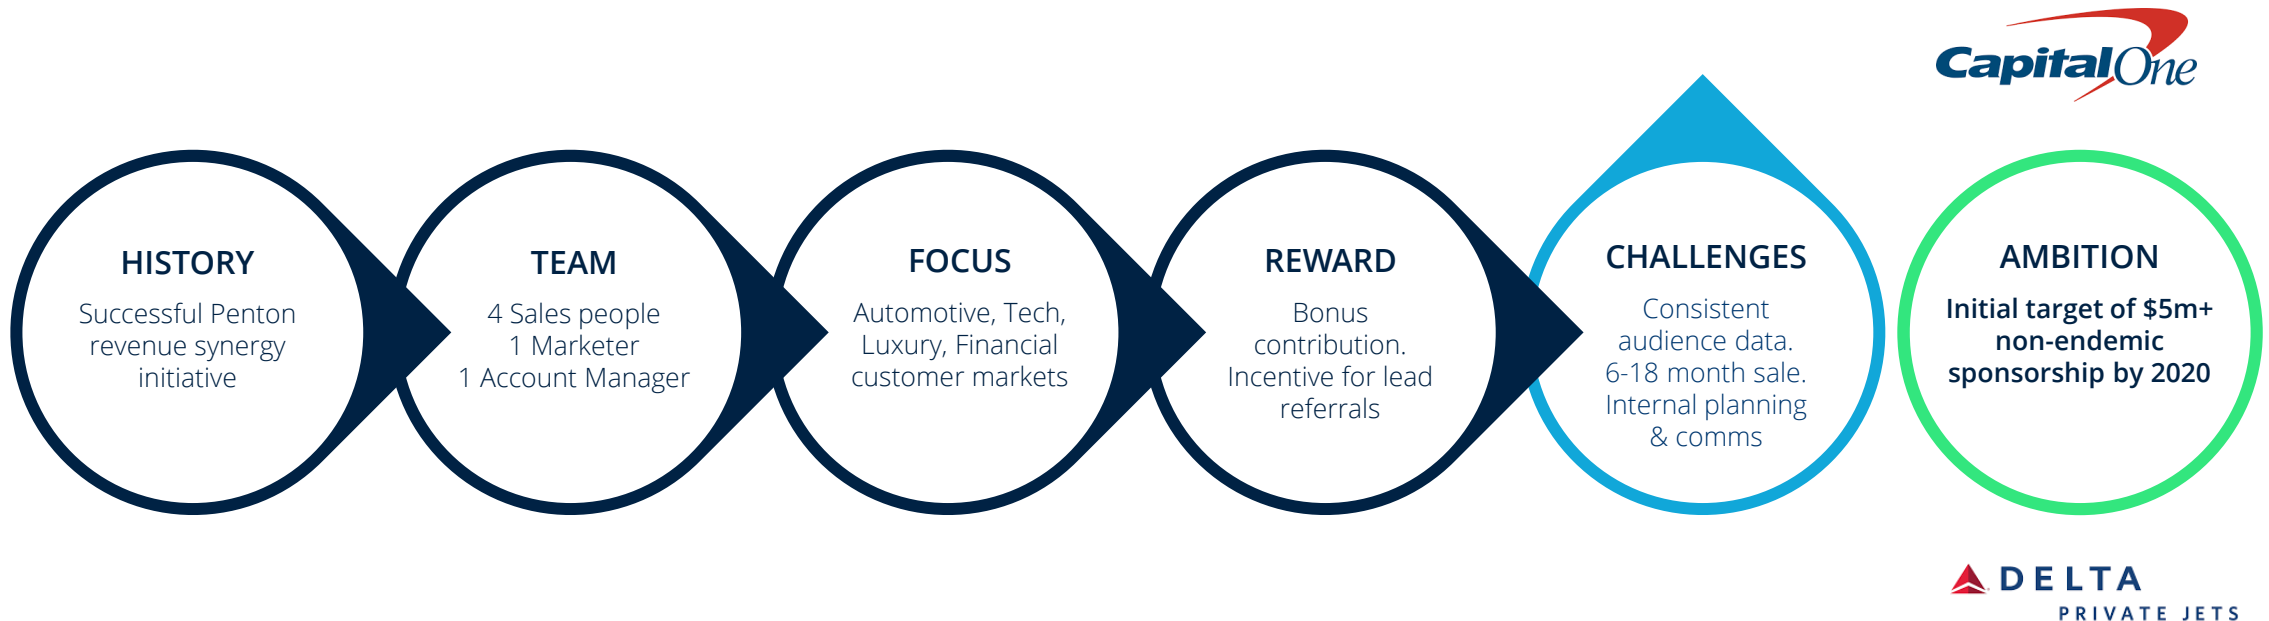 CapitalOne
HISTORY
Successful Penton
revenue synergy
initiative
TEAM
4 Sales people
1 Marketer
1 Account Manager
FOCUS
Automotive, Tech,
Luxury, Financial
customer markets
REWARD
Bonus
contribution.
Incentive for lead
referrals
CHALLENGES
Consistent
audience data.
6-18 month sale.
Internal planning
& comms
AMBITION
Initial target of $5m+
non-endemic
sponsorship by 2020
DELTA
PRIVATE JETS